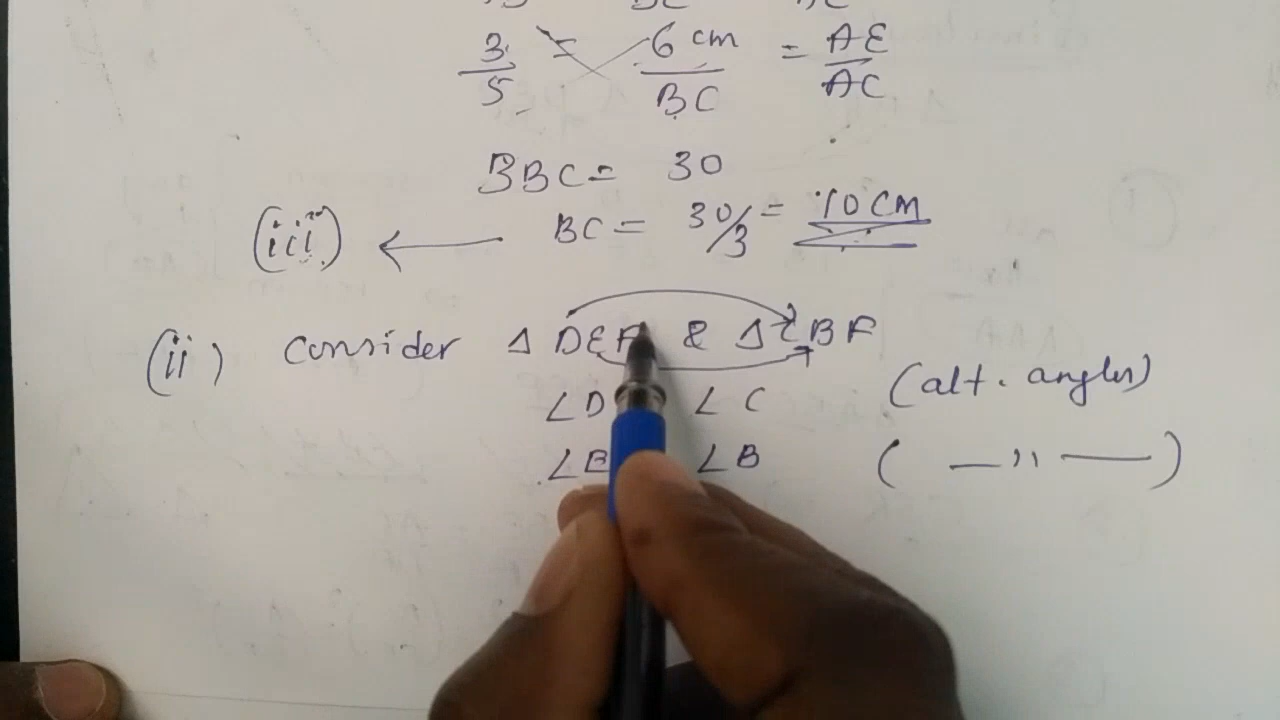 3/5 = 6 cm/BC = AE/AC
3BC = 30
(iii) ← BC = 30/3 = 10 CM
(ii) Consider Δ DEF & Δ CBF
∠D ∠ C (alt. angles)
∠B ( —〃— )